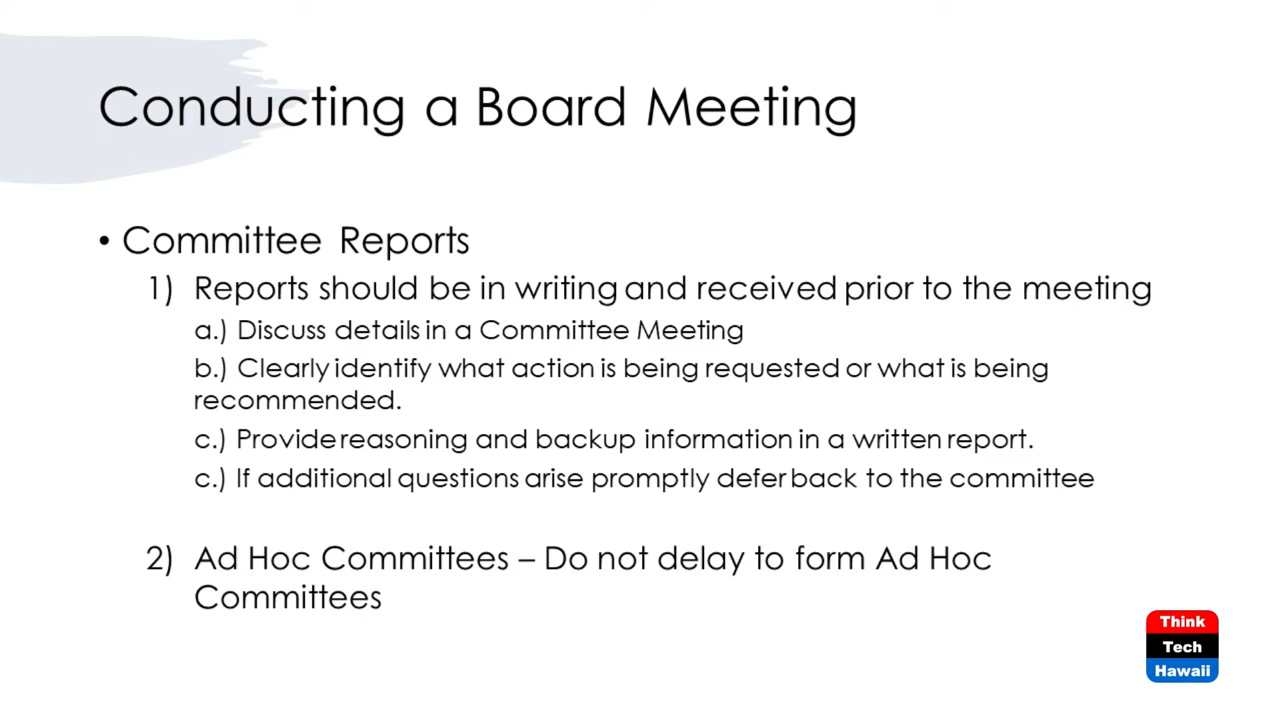 Conducting a Board Meeting
• Committee Reports
1) Reports should be in writing and received prior to the meeting
a.) Discuss details in a Committee Meeting
b.) Clearly identify what action is being requested or what is being
recommended.
c.) Provide reasoning and backup information in a written report.
c.) If additional questions arise promptly defer back to the committee
2) Ad Hoc Committees – Do not delay to form Ad Hoc
Committees
Think
Tech
Hawaii